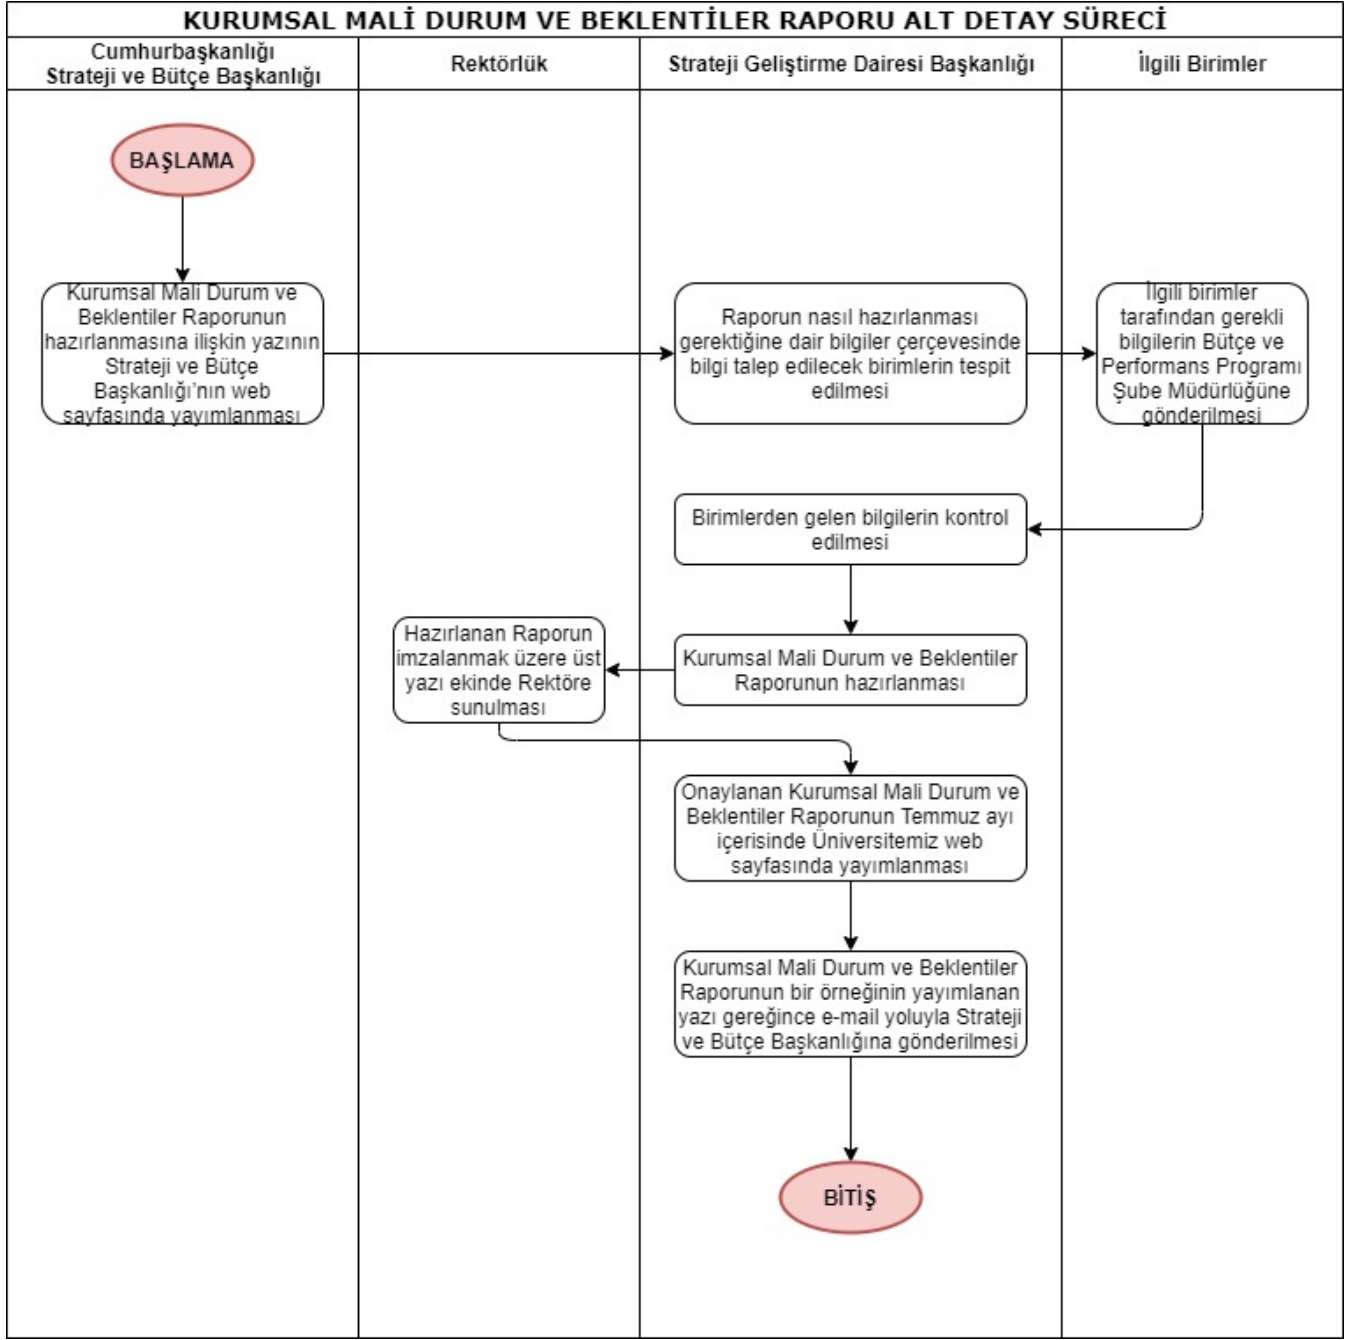 KURUMSAL MALİ DURUM VE BEKLENTİLER RAPORU ALT DETAY SÜRECİ
Cumhurbaşkanlığı
Strateji ve Bütçe Başkanlığı
Rektörlük
Strateji Geliştirme Dairesi Başkanlığı
İlgili Birimler
BAŞLAMA
Kurumsal Mali Durum ve
Beklentiler Raporunun
hazırlanmasına ilişkin yazının
Strateji ve Bütçe
Başkanlığı'nın web
sayfasında yayımlanması
Raporun nasıl hazırlanması
gerektiğine dair bilgiler çerçevesinde
bilgi talep edilecek birimlerin tespit
edilmesi
İlgili birimler
tarafından gerekli
bilgilerin Bütçe ve
Performans Programı
Şube Müdürlüğüne
gönderilmesi
Birimlerden gelen bilgilerin kontrol
edilmesi
Kurumsal Mali Durum ve Beklentiler
Raporunun hazırlanması
Hazırlanan Raporun
imzalanmak üzere üst
yazı ekinde Rektöre
sunulması
Onaylanan Kurumsal Mali Durum ve
Beklentiler Raporunun Temmuz ayı
içerisinde Üniversitemiz web
sayfasında yayımlanması
Kurumsal Mali Durum ve Beklentiler
Raporunun bir örneğinin yayımlanan
yazı gereğince e-mail yoluyla Strateji
ve Bütçe Başkanlığına gönderilmesi
BİTİŞ